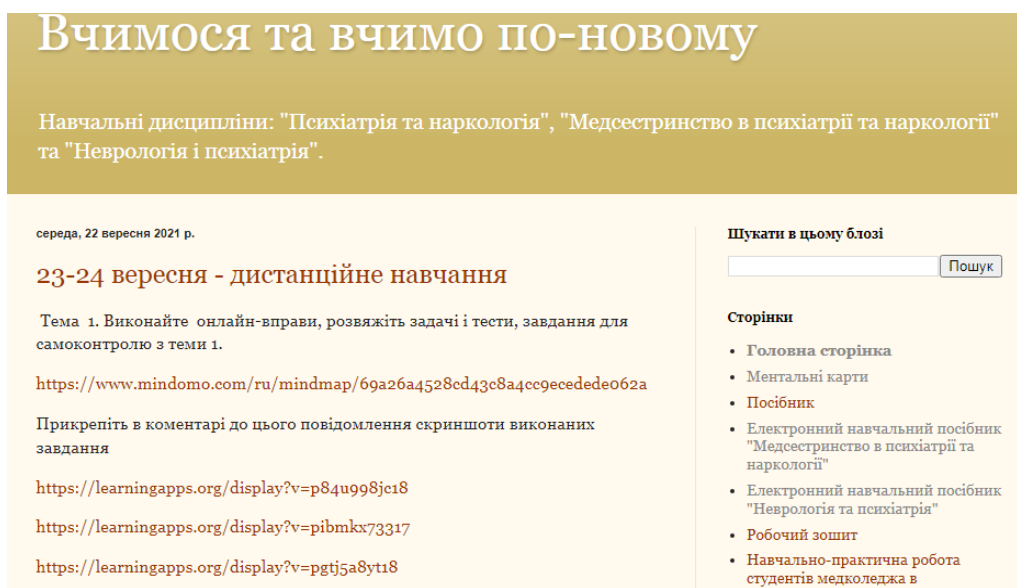 Вчимося та вчимо по-новому
Навчальні дисципліни: "Психіатрія та наркологія", "Медсестринство в психіатрії та наркології"
та "Неврологія і психіатрія".
середа, 22 вересня 2021 р.
23-24 вересня - дистанційне навчання
Тема 1. Виконайте онлайн-вправи, розвяжіть задачі і тести, завдання для
самоконтролю з теми 1.
https://www.mindomo.com/ru/mindmap/69a26a4528cd43c8a4cc9ecedede062a
Прикрепіть в коментарі до цього повідомлення скриншоти виконаних
завдання
https://learningapps.org/display?v=p84u998jc18
https://learningapps.org/display?v=pibmkx73317
https://learningapps.org/display?v=pgtj5a8yt18
Шукати в цьому блозі
Пошук
Сторінки
Головна сторінка
Ментальні карти
Посібник
Електронний навчальний посібник
"Медсестринство в психіатрії та
наркології"
Електронний навчальний посібник
"Неврологія та психіатрія"
Робочий зошит
Навчально-практична робота
студентів медколеджа в